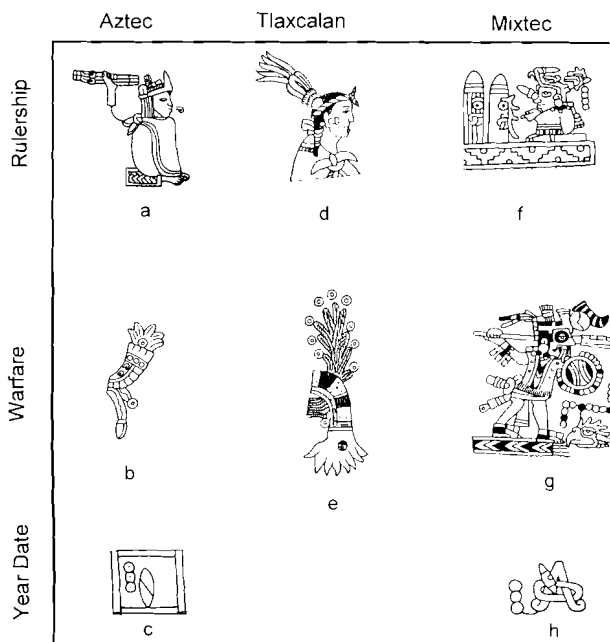 Aztec Tlaxcalan Mixtec
Rulership
a d f
Warfare
b e g
Year Date
c h